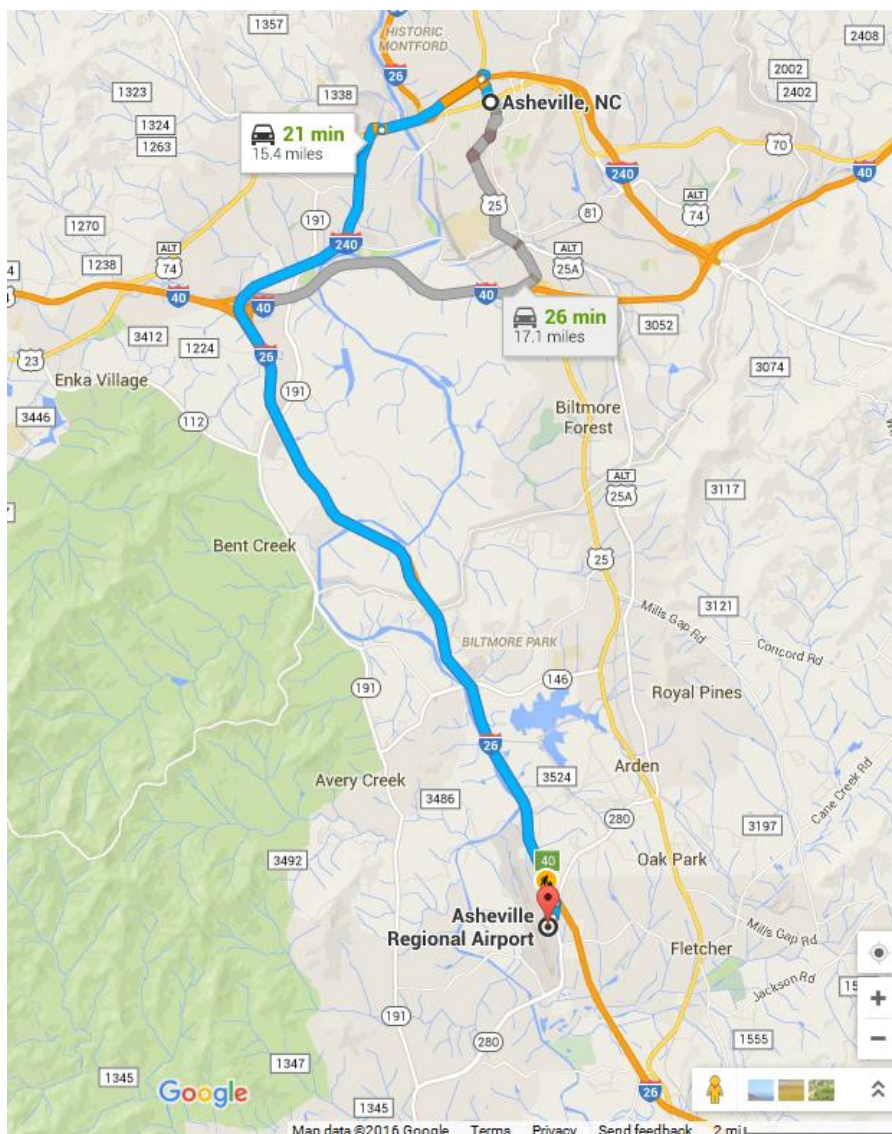 1357
HISTORIC
MONTFORD
2408
26
1323
1338
2002
2402
Asheville, NC
1324
1263
21 min
15.4 miles
70
240
40
ALT
74
191
25
81
1270
240
ALT
74
1238
ALT
25A
40
40
40
26 min
17.1 miles
3052
3412
1224
26
23
3074
Enka Village
191
3446
112
Biltmore
Forest
ALT
25A
3117
Bent Creek
25
3121
Mills Gap Rd
BILTMORE PARK
Concord Rd
191
146
Royal Pines
26
Avery Creek
3524
Arden
3486
Cane Creek Rd
280
3197
3492
40
Oak Park
Asheville
Regional Airport
Mills Gap Rd
Fletcher
Jackson Rd
191
280
1555
1347
1345
Google
1345
26
Map data ©2016 Google Terms Privacy Send feedback 2 mi